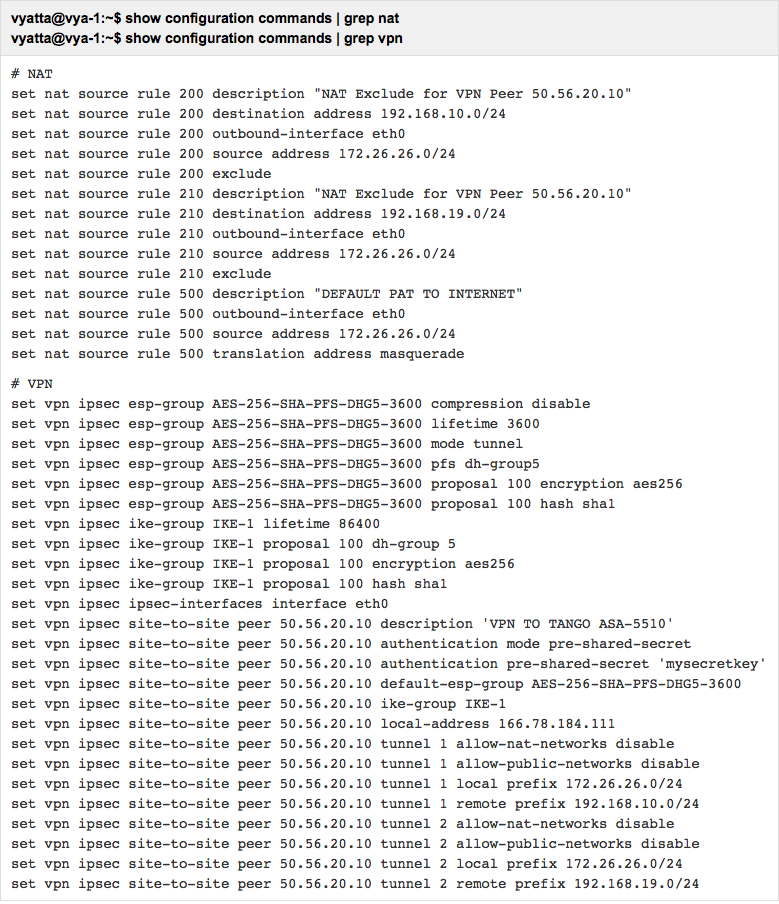 vyatta@vya-1:~$ show configuration commands | grep nat
vyatta@vya-1:~$ show configuration commands | grep vpn
# NAT
set nat source rule 200 description "NAT Exclude for VPN Peer 50.56.20.10"
set nat source rule 200 destination address 192.168.10.0/24
set nat source rule 200 outbound-interface eth0
set nat source rule 200 source address 172.26.26.0/24
set nat source rule 200 exclude
set nat source rule 210 description "NAT Exclude for VPN Peer 50.56.20.10"
set nat source rule 210 destination address 192.168.19.0/24
set nat source rule 210 outbound-interface eth0
set nat source rule 210 source address 172.26.26.0/24
set nat source rule 210 exclude
set nat source rule 500 description "DEFAULT PAT TO INTERNET"
set nat source rule 500 outbound-interface eth0
set nat source rule 500 source address 172.26.26.0/24
set nat source rule 500 translation address masquerade
# VPN
set vpn ipsec esp-group AES-256-SHA-PFS-DHG5-3600 compression disable
set vpn ipsec esp-group AES-256-SHA-PFS-DHG5-3600 lifetime 3600
set vpn ipsec esp-group AES-256-SHA-PFS-DHG5-3600 mode tunnel
set vpn ipsec esp-group AES-256-SHA-PFS-DHG5-3600 pfs dh-group5
set vpn ipsec esp-group AES-256-SHA-PFS-DHG5-3600 proposal 100 encryption aes256
set vpn ipsec esp-group AES-256-SHA-PFS-DHG5-3600 proposal 100 hash sha1
set vpn ipsec ike-group IKE-1 lifetime 86400
set vpn ipsec ike-group IKE-1 proposal 100 dh-group 5
set vpn ipsec ike-group IKE-1 proposal 100 encryption aes256
set vpn ipsec ike-group IKE-1 proposal 100 hash sha1
set vpn ipsec ipsec-interfaces interface eth0
set vpn ipsec site-to-site peer 50.56.20.10 description 'VPN TO TANGO ASA-5510'
set vpn ipsec site-to-site peer 50.56.20.10 authentication mode pre-shared-secret
set vpn ipsec site-to-site peer 50.56.20.10 authentication pre-shared-secret 'mysecretkey'
set vpn ipsec site-to-site peer 50.56.20.10 default-esp-group AES-256-SHA-PFS-DHG5-3600
set vpn ipsec site-to-site peer 50.56.20.10 ike-group IKE-1
set vpn ipsec site-to-site peer 50.56.20.10 local-address 166.78.184.111
set vpn ipsec site-to-site peer 50.56.20.10 tunnel 1 allow-nat-networks disable
set vpn ipsec site-to-site peer 50.56.20.10 tunnel 1 allow-public-networks disable
set vpn ipsec site-to-site peer 50.56.20.10 tunnel 1 local prefix 172.26.26.0/24
set vpn ipsec site-to-site peer 50.56.20.10 tunnel 1 remote prefix 192.168.10.0/24
set vpn ipsec site-to-site peer 50.56.20.10 tunnel 2 allow-nat-networks disable
set vpn ipsec site-to-site peer 50.56.20.10 tunnel 2 allow-public-networks disable
set vpn ipsec site-to-site peer 50.56.20.10 tunnel 2 local prefix 172.26.26.0/24
set vpn ipsec site-to-site peer 50.56.20.10 tunnel 2 remote prefix 192.168.19.0/24